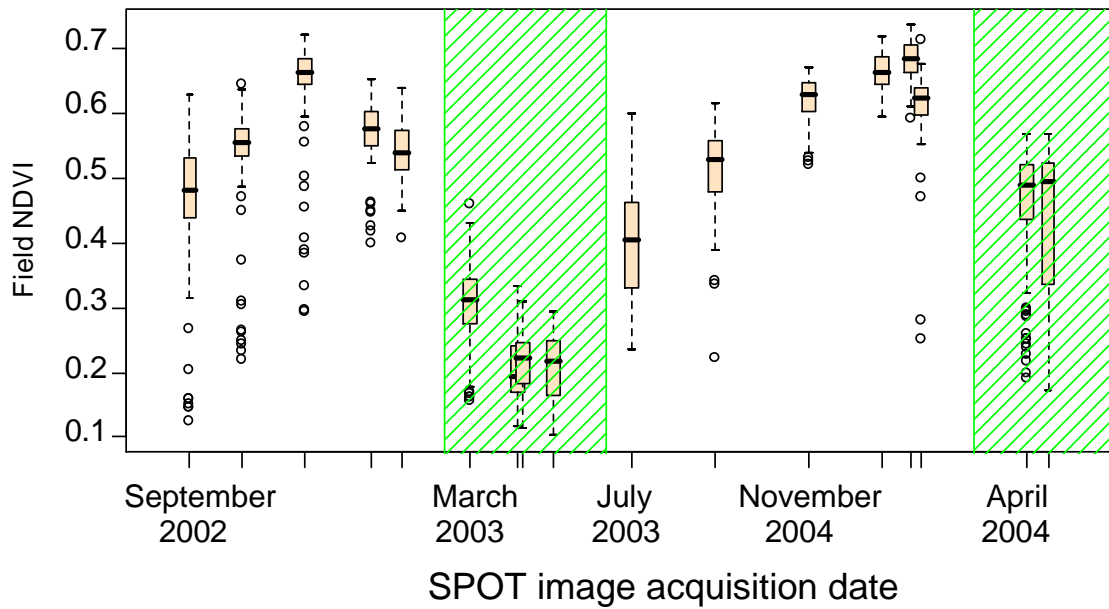 0.7
0.6
0.5
0.4
0.3
0.2
0.1
Field NDVI
September March July November April
2002 2003 2003 2004 2004
SPOT image acquisition date